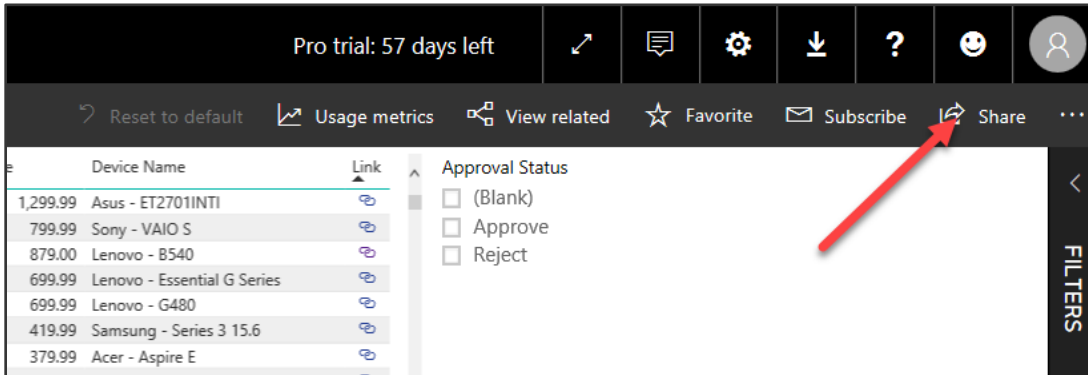 Pro trial: 57 days left ?
Reset to default Usage metrics View related Favorite Subscribe Share ...
e Device Name Link
1,299.99 Asus - ET2701INTI
799.99 Sony - VAIO S
879.00 Lenovo - B540
699.99 Lenovo - Essential G Series
699.99 Lenovo - G480
419.99 Samsung - Series 3 15.6
379.99 Acer - Aspire E
Approval Status
(Blank)
Approve
Reject
FILTERS